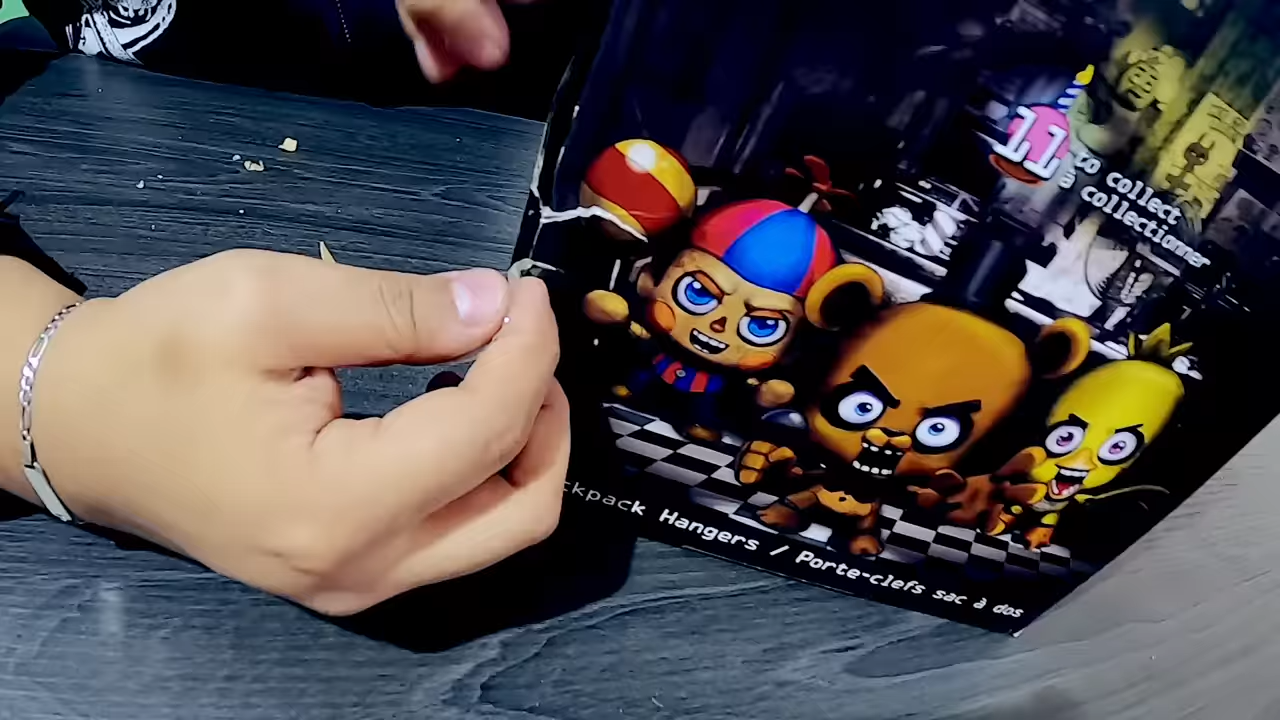 11 to collect
à collectionner
ckpack Hangers / Porte-clefs sac à dos